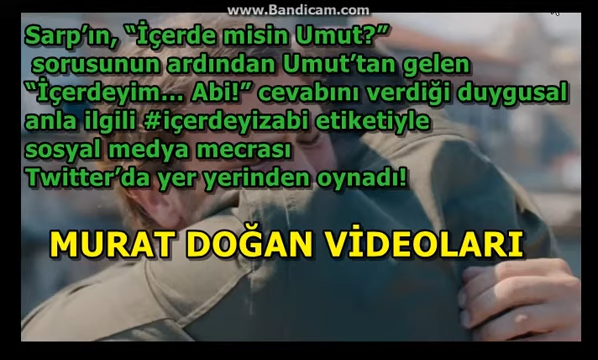 www.Bandicam.com
Sarp’ın, “İçerde misin Umut?”
sorusunun ardından Umut’tan gelen
“İçerdeyim... Abi!” cevabını verdiği duygusal
anla ilgili #içerdeyizabi etiketiyle
sosyal medya mecrası
Twitter’da yer yerinden oynadı!
MURAT DOĞAN VİDEOLARI